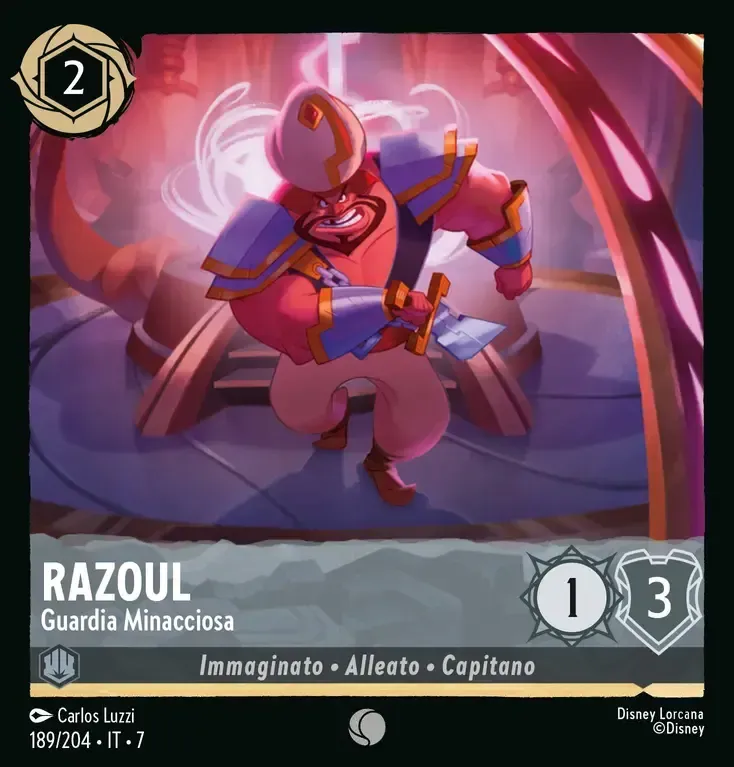 2
RAZOUL
Guardia Minacciosa
1
3
Immaginato • Alleato • Capitano
Carlos Luzzi
Disney Lorcana
189/204 • IT • 7
©Disney